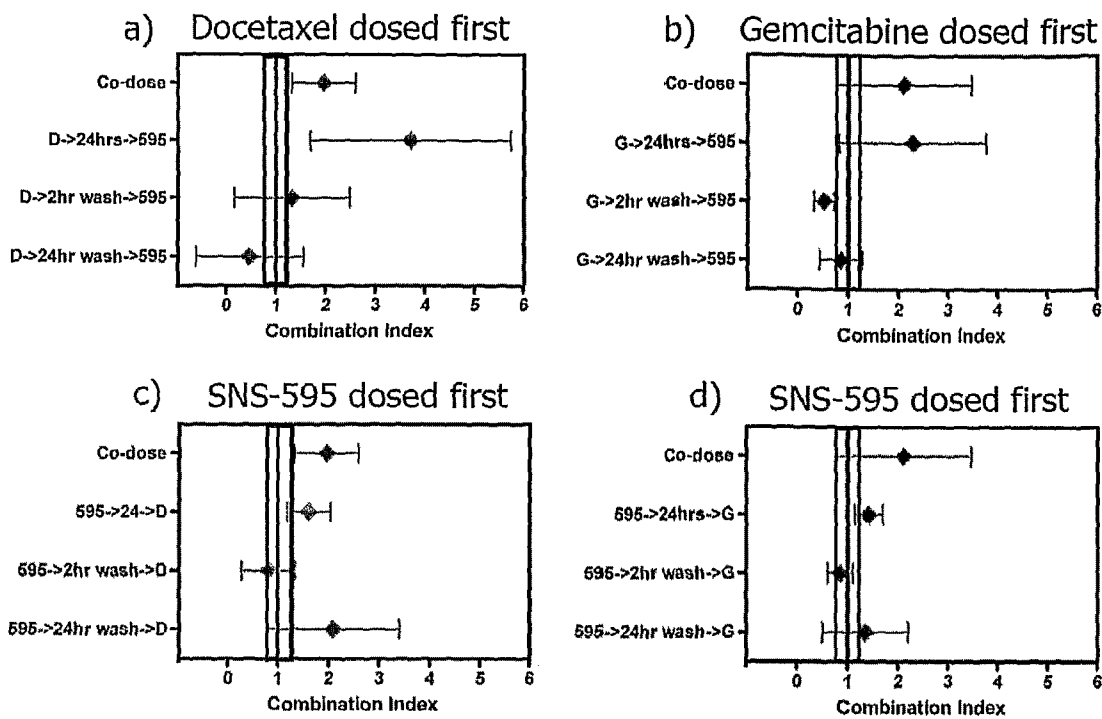 a) Docetaxel dosed first
Co-dose
D->24hrs->595
D->2hr wash->595
D->24hr wash->595
0 1 2 3 4 5 6
Combination Index
b) Gemcitabine dosed first
Co-dose
G->24hrs->595
G->2hr wash->595
G->24hr wash->595
0 1 2 3 4 5 6
Combination Index
c) SNS-595 dosed first
Co-dose
595->24->D
595->2hr wash->D
595->24hr wash->D
0 1 2 3 4 5 6
Combination Index
d) SNS-595 dosed first
Co-dose
595->24hrs->G
595->2hr wash->G
595->24hr wash->G
0 1 2 3 4 5 6
Combination Index